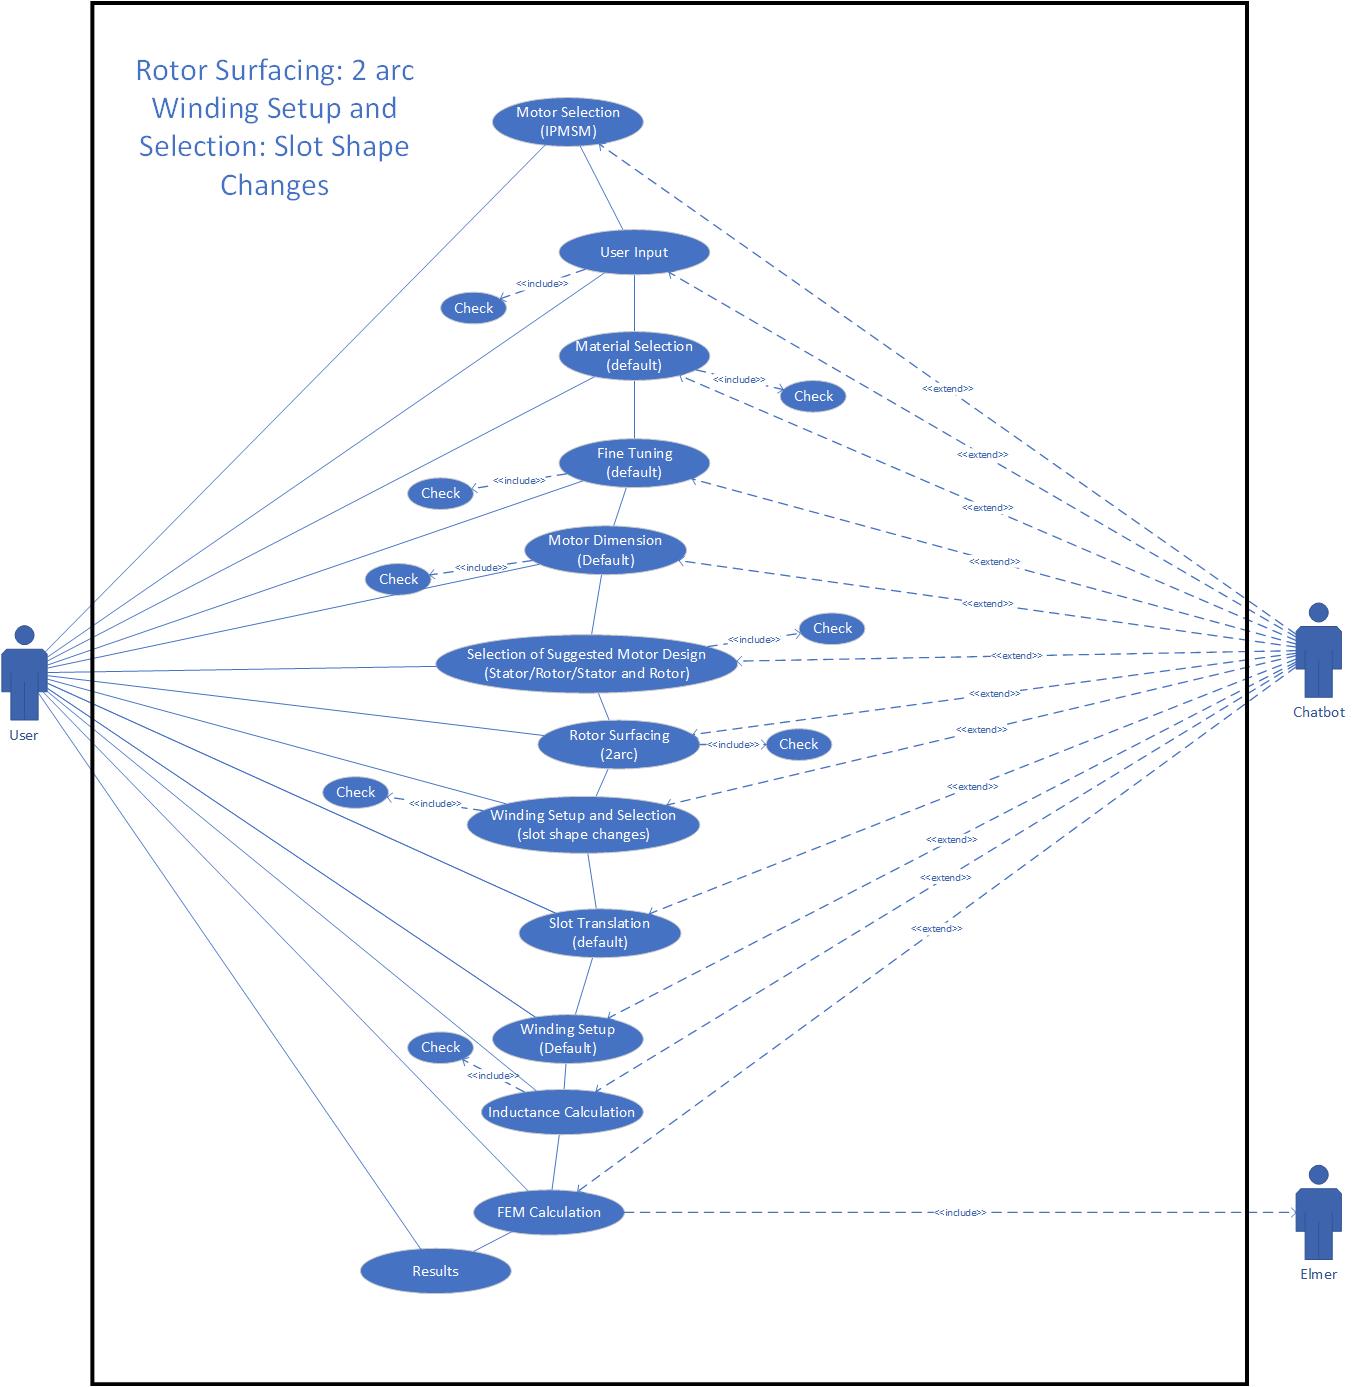 Rotor Surfacing: 2 arc
Winding Setup and
Selection: Slot Shape
Changes
Motor Selection
(IPMSM)
User Input
<<include>>
Check
Material Selection
(default)
<<include>>
Check
<<extend>>
<<extend>>
Fine Tuning
(default)
<<include>>
Check
<<extend>>
Motor Dimension
(Default)
<<include>>
Check
<<extend>>
<<extend>>
Selection of Suggested Motor Design
(Stator/Rotor/Stator and Rotor)
<<include>>
Check
<<extend>>
User
Chatbot
Rotor Surfacing
(2arc)
<<include>>
Check
<<extend>>
<<extend>>
Winding Setup and Selection
(slot shape changes)
<<include>>
Check
<<extend>>
<<extend>>
<<extend>>
Slot Translation
(default)
<<extend>>
Winding Setup
(Default)
Check
<<include>>
Inductance Calculation
FEM Calculation
<<include>>
Results
Elmer